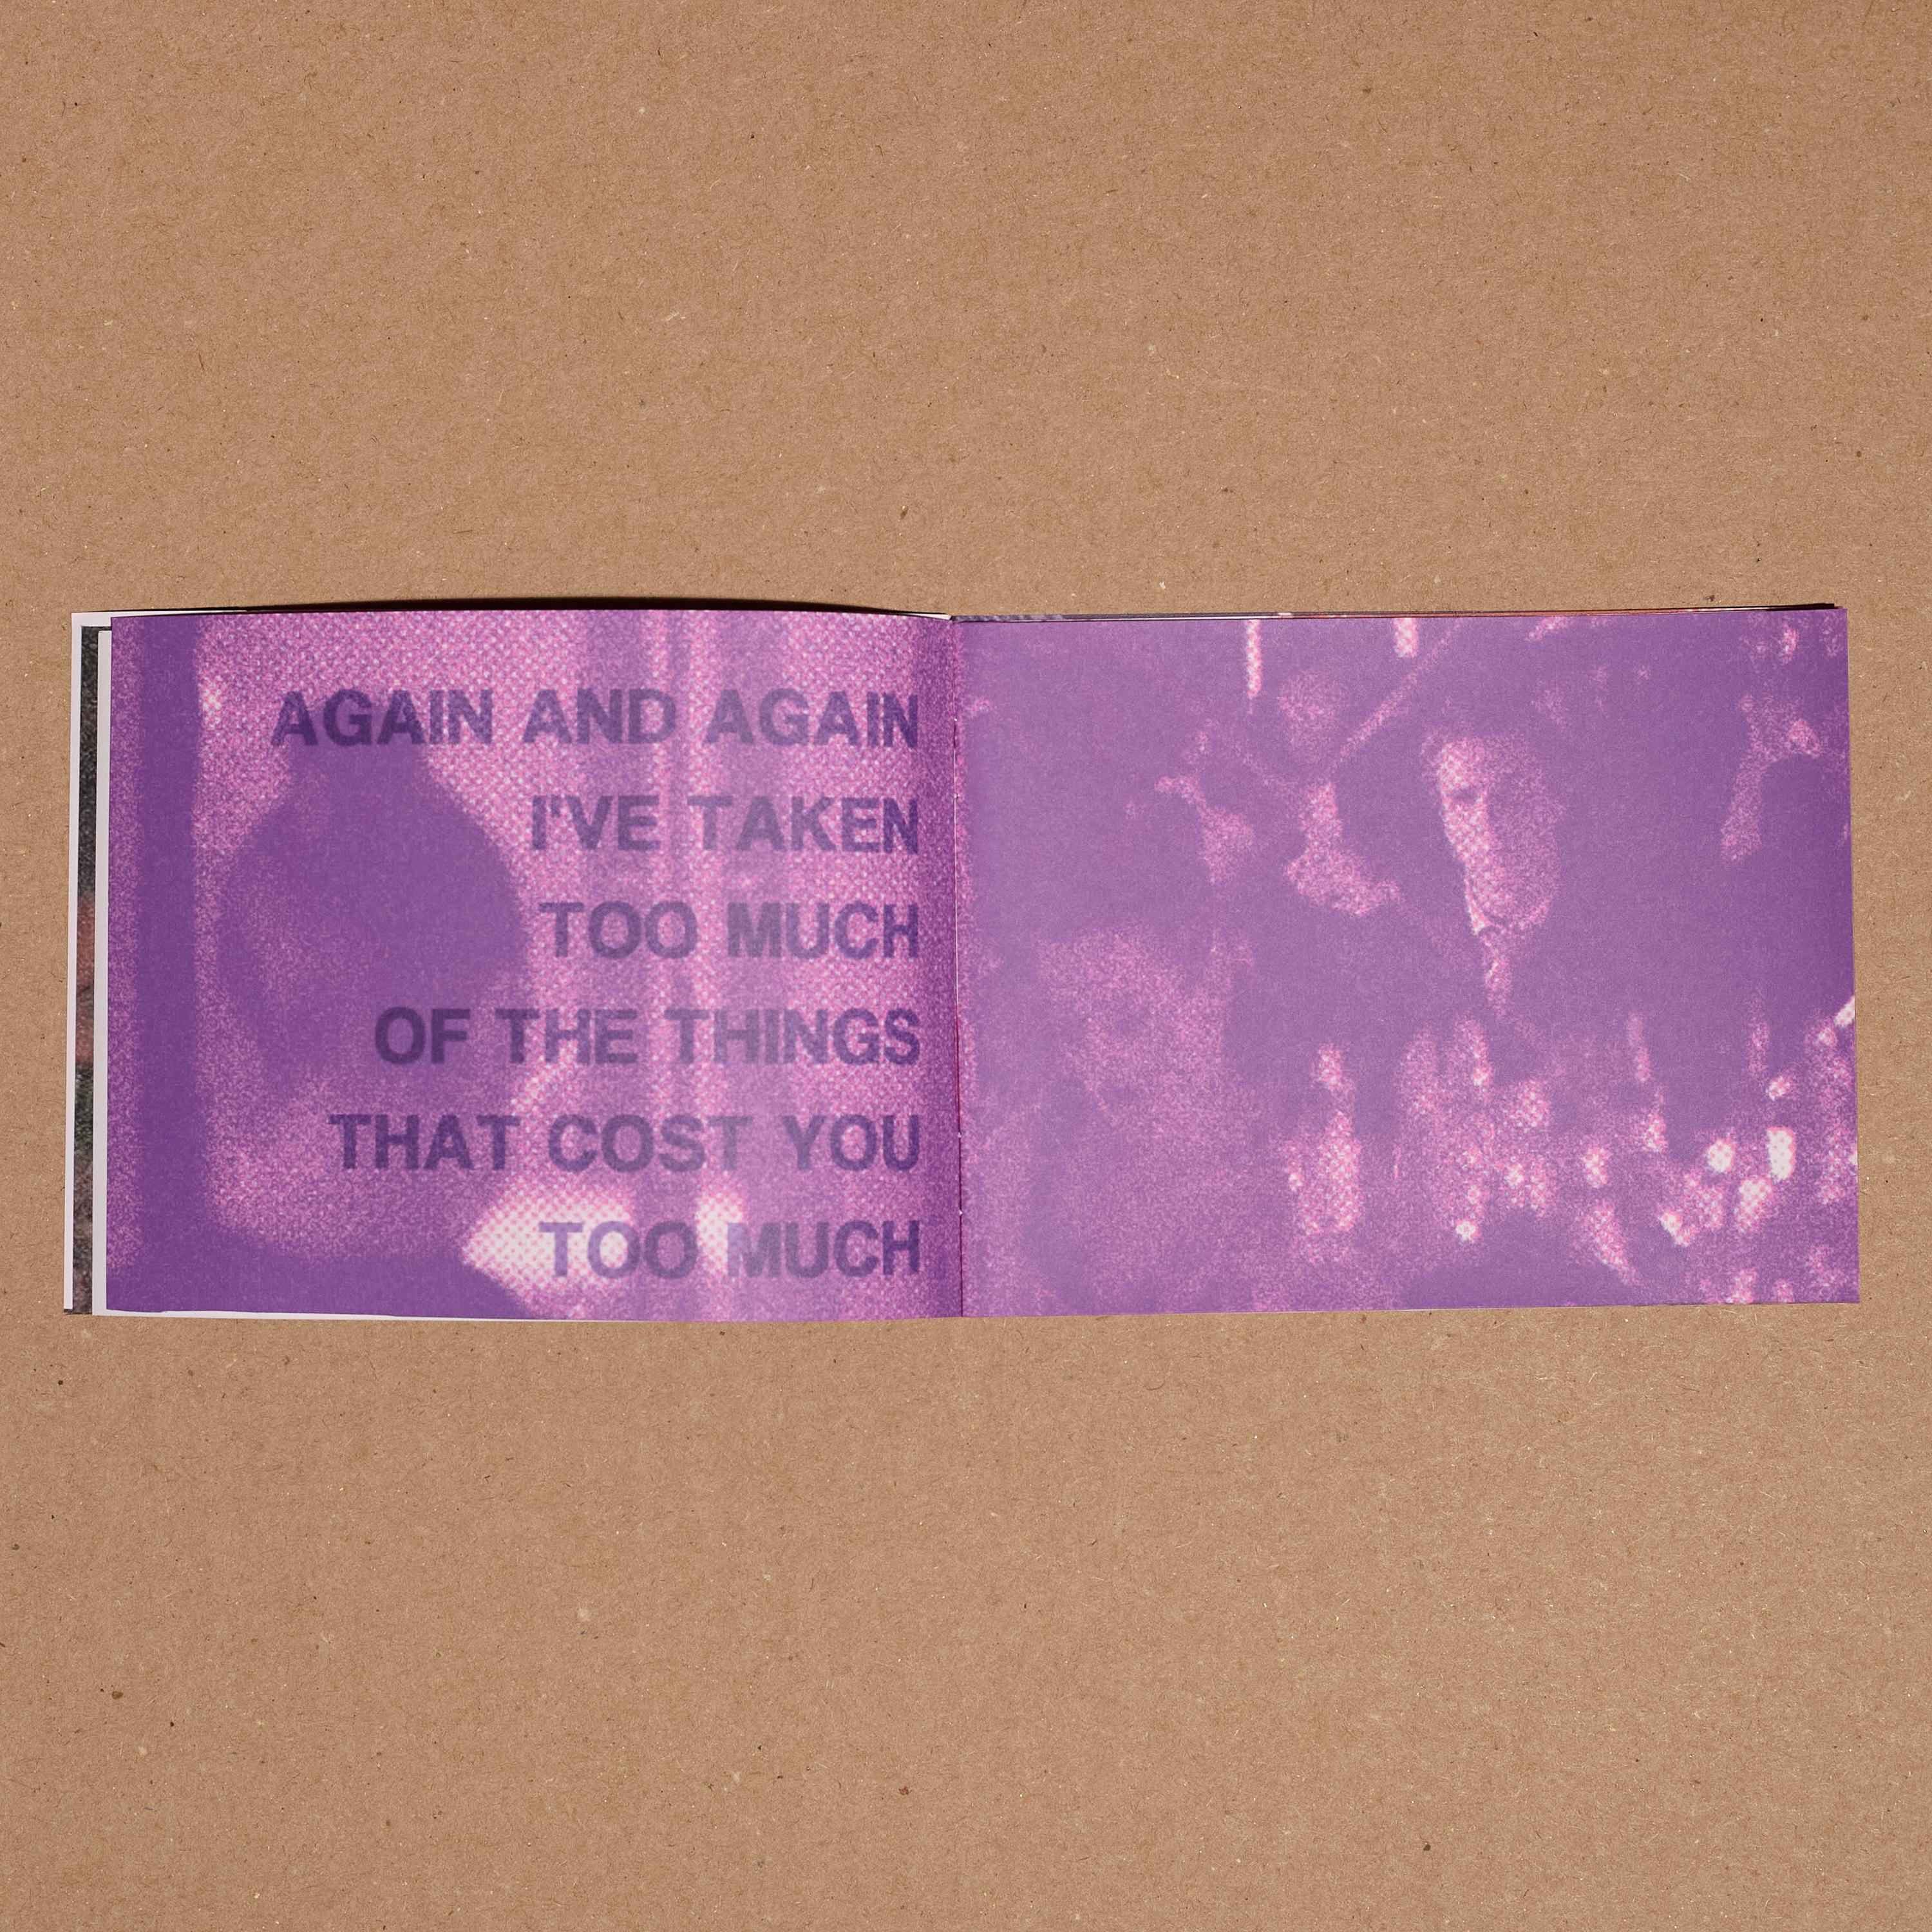 AGAIN AND AGAIN
I'VE TAKEN
TOO MUCH
OF THE THINGS
THAT COST YOU
TOO MUCH